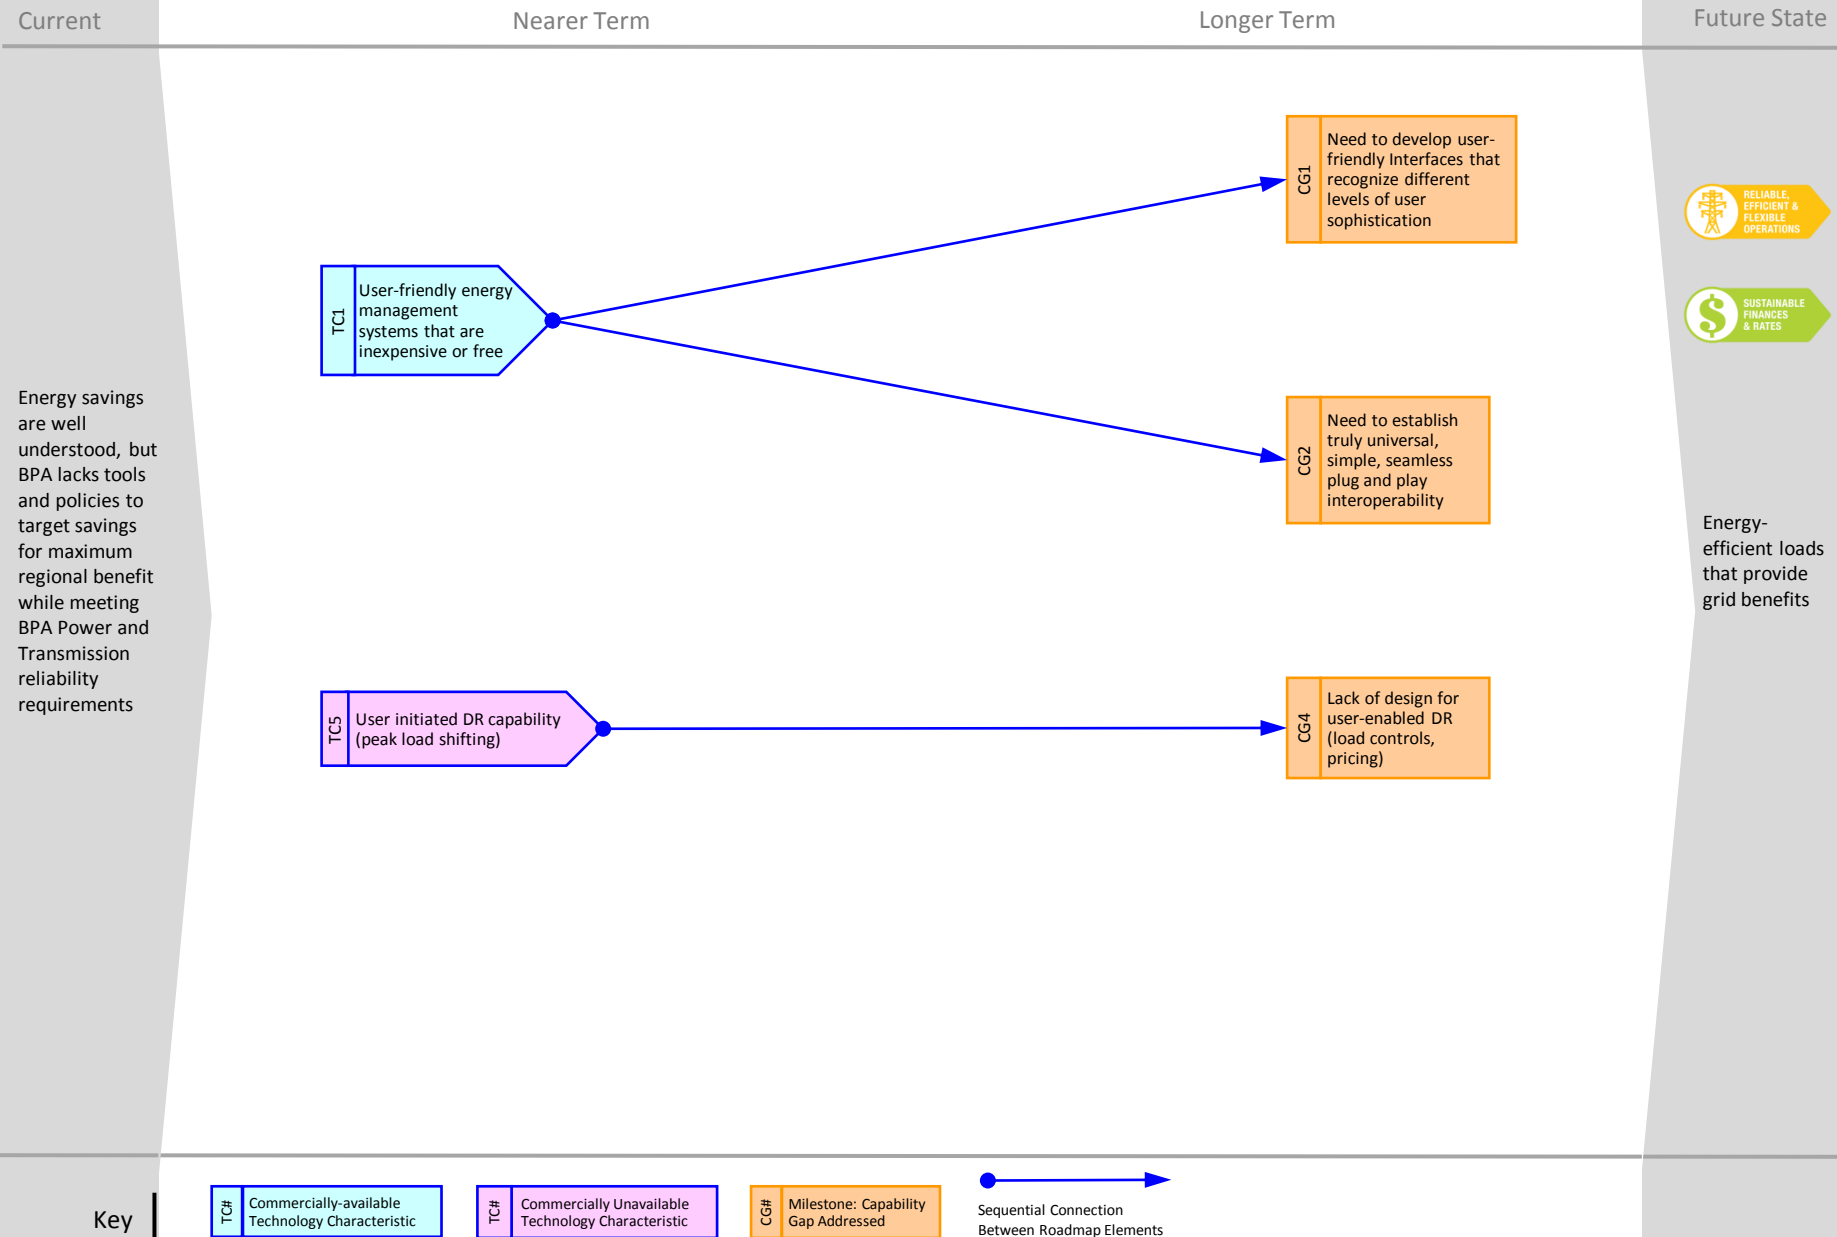 Current
Nearer Term
Longer Term
Future State
Energy savings
are well
understood, but
BPA lacks tools
and policies to
target savings
for maximum
regional benefit
while meeting
BPA Power and
Transmission
reliability
requirements
TC1
User-friendly energy
management
systems that are
inexpensive or free
TC5
User initiated DR capability
(peak load shifting)
CG1
Need to develop user-
friendly Interfaces that
recognize different
levels of user
sophistication
CG2
Need to establish
truly universal,
simple, seamless
plug and play
interoperability
CG4
Lack of design for
user-enabled DR
(load controls,
pricing)
RELIABLE,
EFFICIENT &
FLEXIBLE
OPERATIONS
$
SUSTAINABLE
FINANCES
& RATES
Energy-
efficient loads
that provide
grid benefits
Key
TC#
Commercially-available
Technology Characteristic
TC#
Commercially Unavailable
Technology Characteristic
CG#
Milestone: Capability
Gap Addressed
Sequential Connection
Between Roadmap Elements